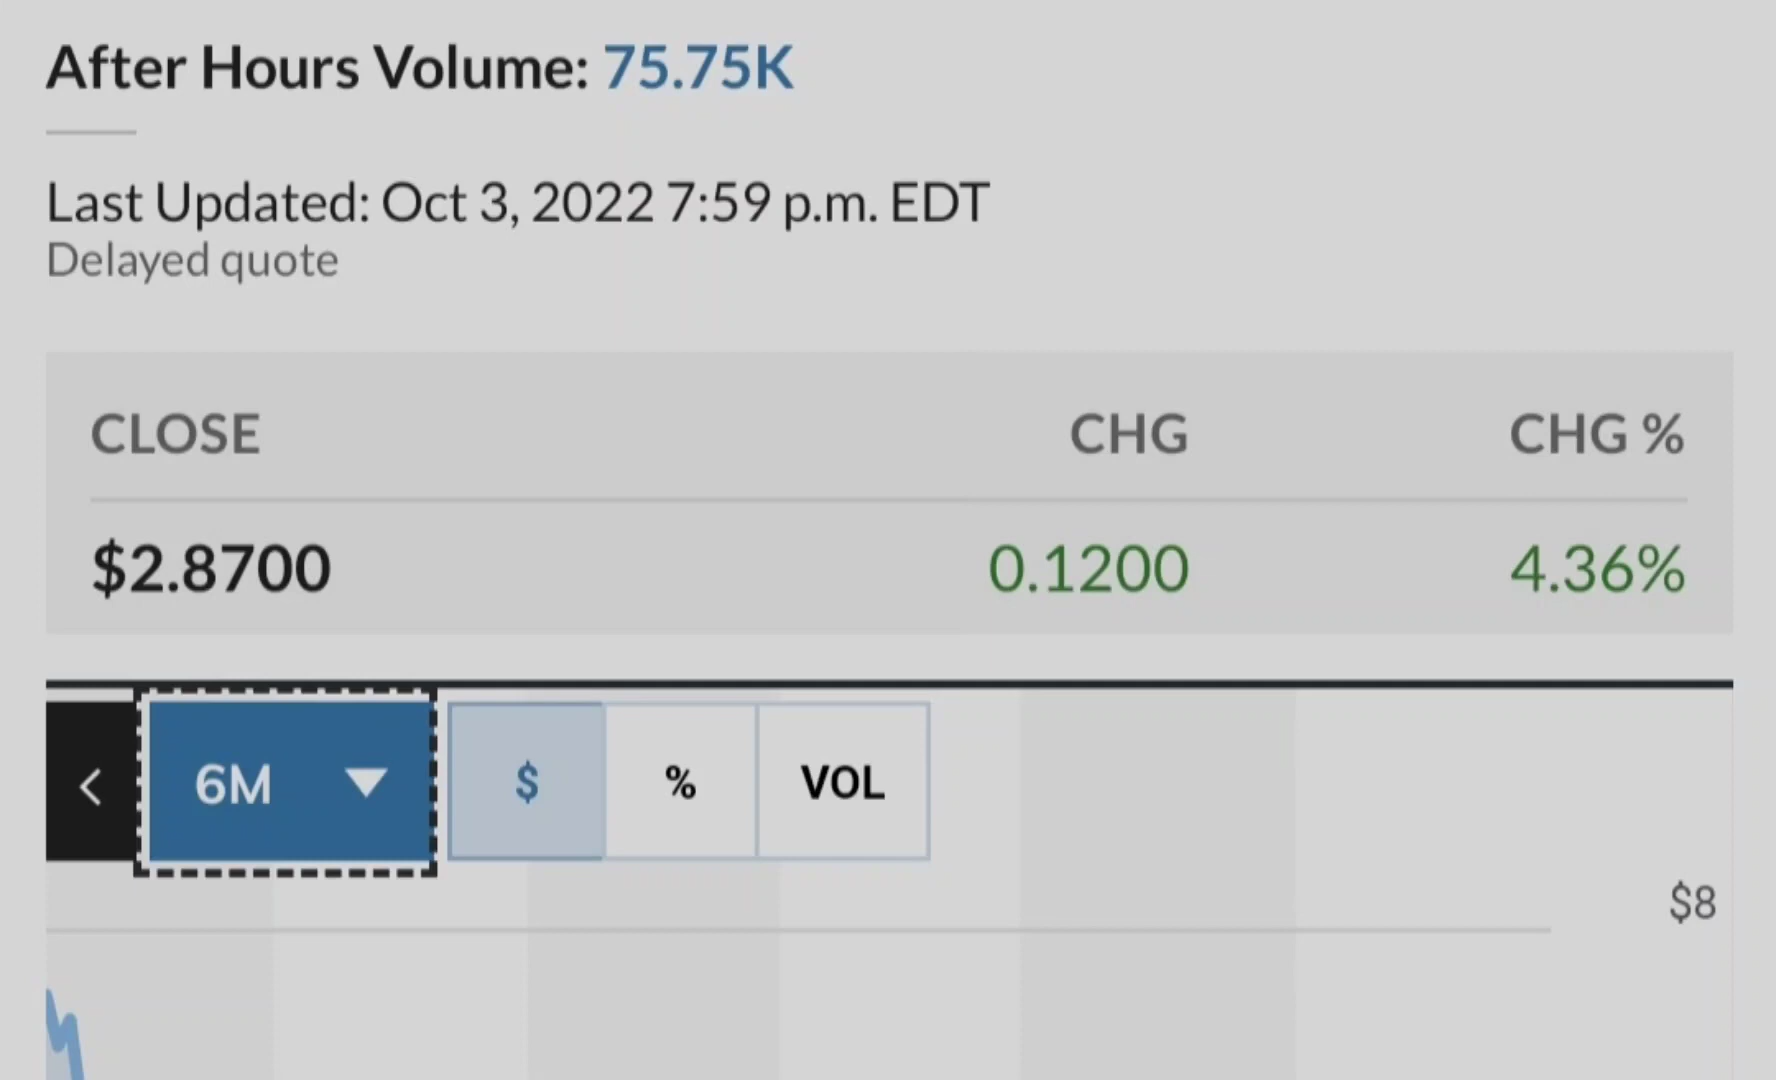 After Hours Volume: 75.75K
Last Updated: Oct 3, 2022 7:59 p.m. EDT
Delayed quote
CLOSE CHG CHG %
$2.8700 0.1200 4.36%
6M $ % VOL
$8